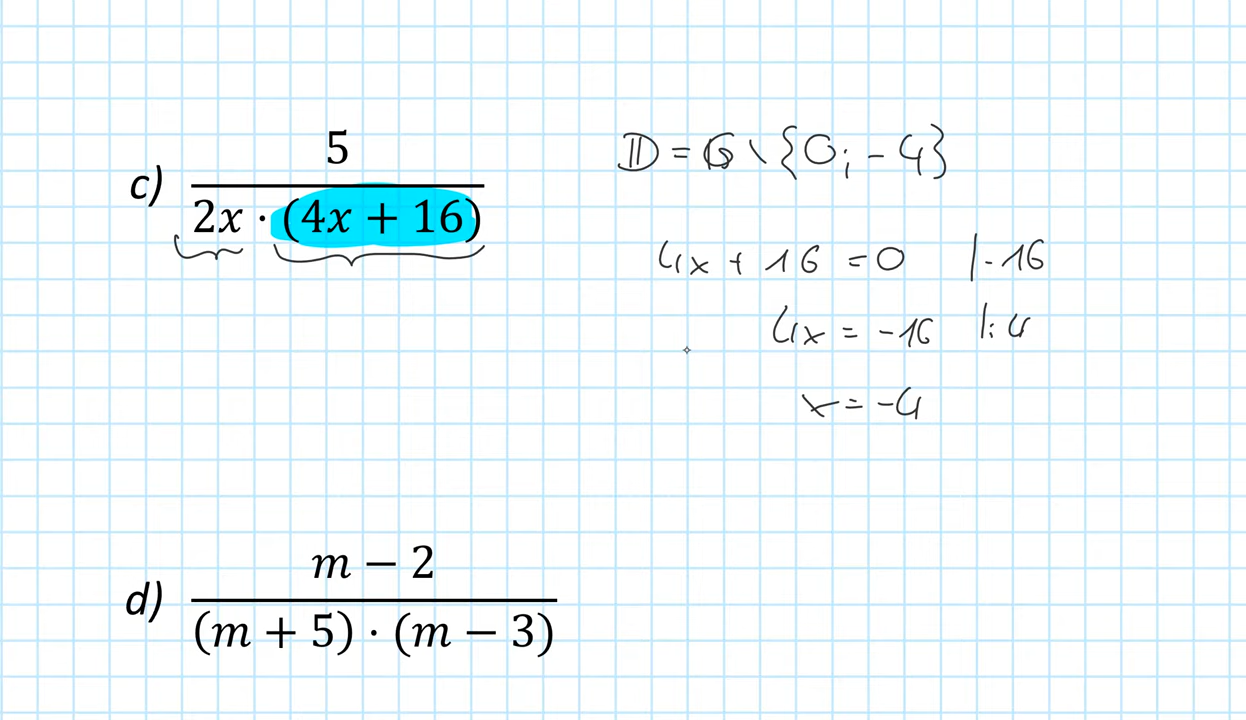 c) 5 / 2x · (4x + 16)
𝔻 = G \ {0; -4}
4x + 16 = 0 |-16
4x = -16 |:4
x = -4
d) m − 2 / (m + 5) · (m − 3)